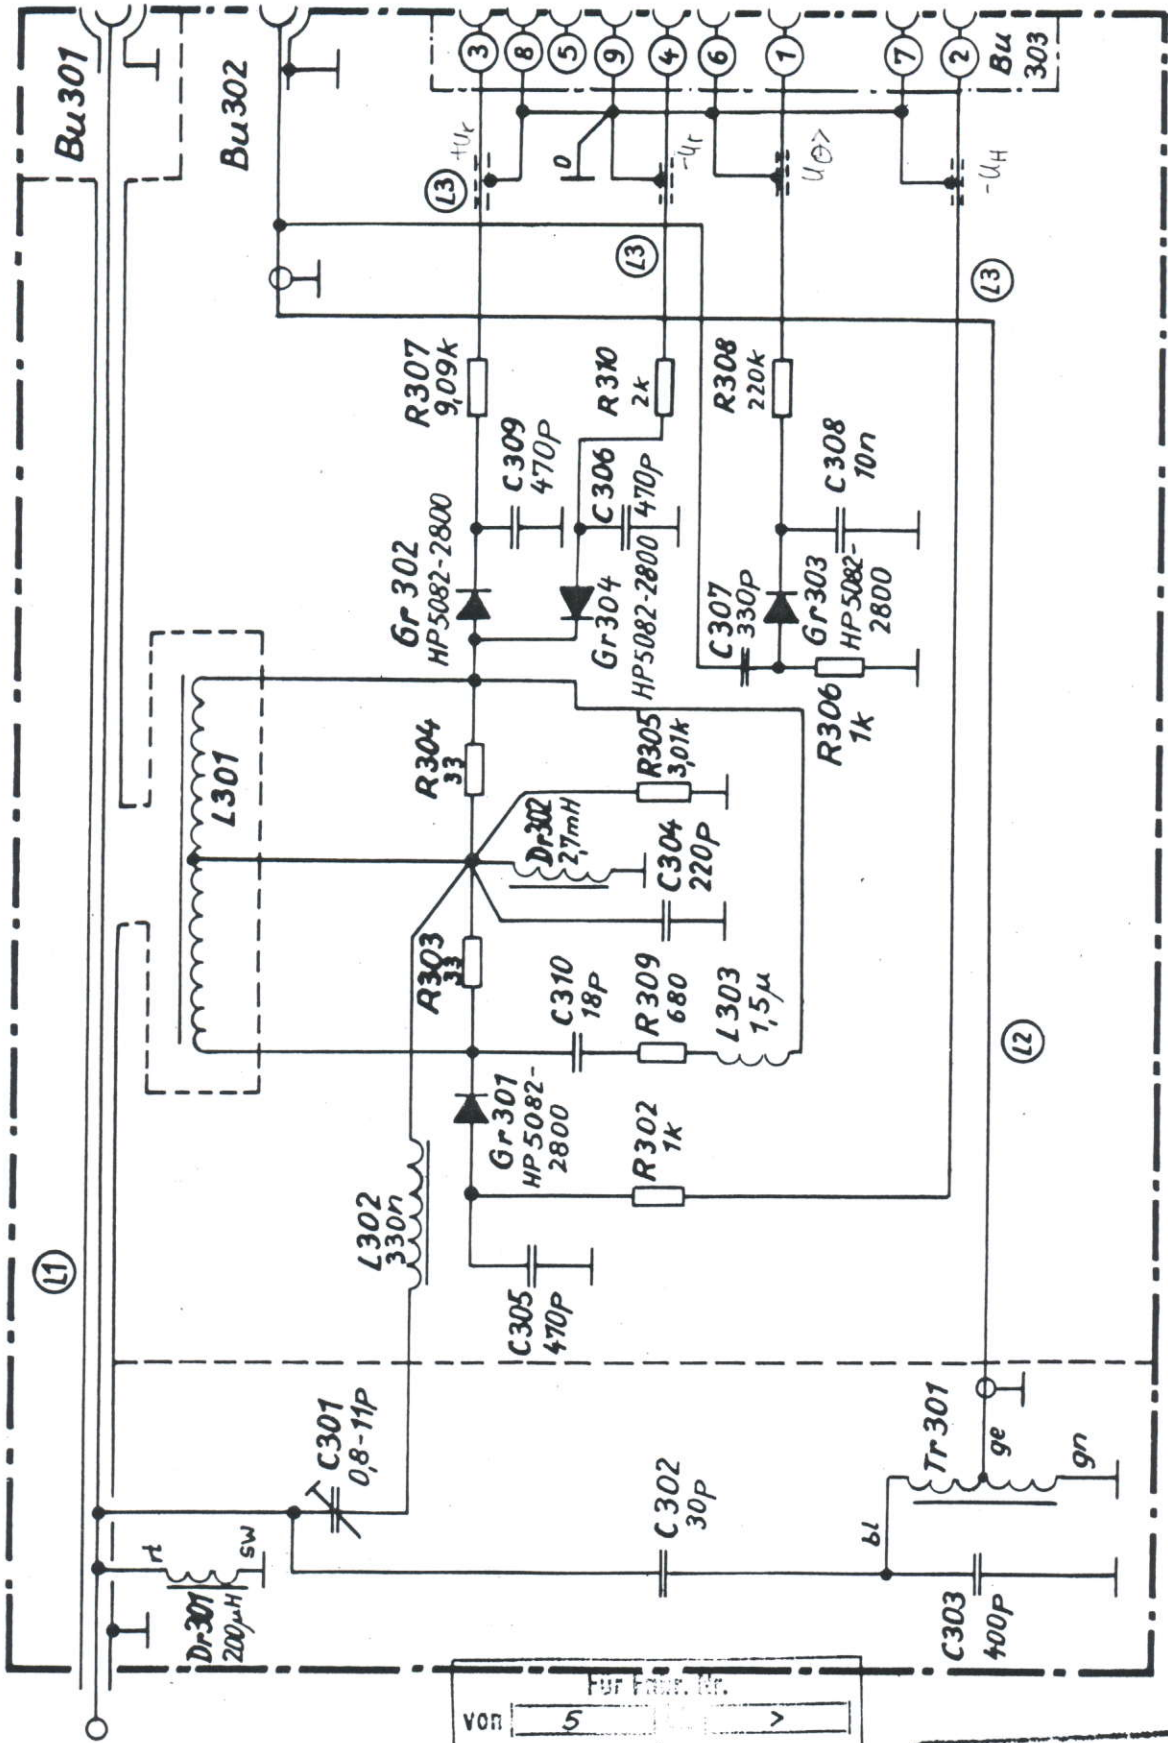 Bu301
Bu302
3
8
5
9
4
6
1
7
2
Bu
303
+Ur
0
-Ur
UΘ>
-UH
L3
L3
L3
R307
9,09k
R310
2k
R308
220k
C309
470p
C306
470p
C308
10n
Gr302
HP5082-2800
Gr304
HP5082-2800
C307
330p
Gr303
HP5082-
2800
R306
1k
L301
R304
33
R305
3,01k
Dr302
2,7mH
C304
220p
R303
33
C310
18p
R309
680
L303
1,5µ
Gr301
HP5082-
2800
R302
1k
L2
L1
L302
330n
C305
470p
C301
0,8-11p
Tr301
ge
gn
bl
C302
30p
C303
400p
rt
sw
Dr301
200µH
Für Fabr. Nr.
von 5 >